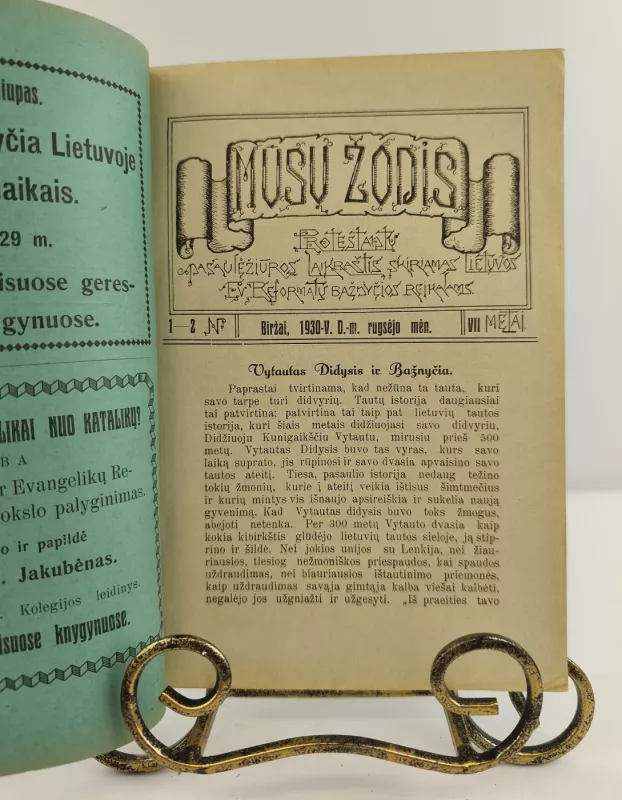 iupas.
yčia Lietuvoje
aikais.
29 m.
isuose geres-
ygynuose.
LIKAI NUO KATALIKŲ?
B A
r Evangelikų Re-
okslo palyginimas.
o ir papildė
. Jakubėnas.
. Kolegijos leidinys.
isuose knygynuose.
MŪSŲ ŽODIS
PROTESTANTŲ
PASAULĖŽIŪROS LAIKRAŠTIS, SKIRIAMAS LIETUVOS
EV. REFORMATŲ BAŽNYČIOS REIKALAMS.
1—2 Nr Biržai, 1930-V. D.-m. rugsėjo mėn. VII METAI.
Vytautas Didysis ir Bažnyčia.
Paprastai tvirtinama, kad nežūna ta tauta, kuri
savo tarpe turi didvyrių. Tautų istorija daugiausiai
tai patvirtina; patvirtina tai taip pat lietuvių tautos
istorija, kuri šiais metais didžiuojasi savo didvyriu,
Didžiuoju Kunigaikščiu Vytautu, mirusiu prieš 500
metų. Vytautas Didysis buvo tas vyras, kurs savo
laiką suprato, jis rūpinosi ir savo dvasia apvaisino savo
tautos ateitį. Tiesa, pasaulio istorija nedaug težino
tokių žmonių, kurie į ateitį veikia ištisus šimtmečius
ir kurių mintys vis išnaujo apsireiškia ir sukelia naują
gyvenimą. Kad Vytautas didysis buvo toks žmogus,
abejoti netenka. Per 300 metų Vytauto dvasia kaip
kokia kibirkštis glūdėjo lietuvių tautos sieloje, ją stip-
rino ir šildė. Nei jokios unijos su Lenkija, nei žiau-
riausios, tiesiog nežmoniškos priespaudos, kai spaudos
uždraudimas, nei blauriausios ištautinimo priemonės,
kaip uždraudimas savąja gimtąja kalba viešai kalbėti,
negalėjo jos užgniaužti ir užgesyti. „Iš praeities tavo